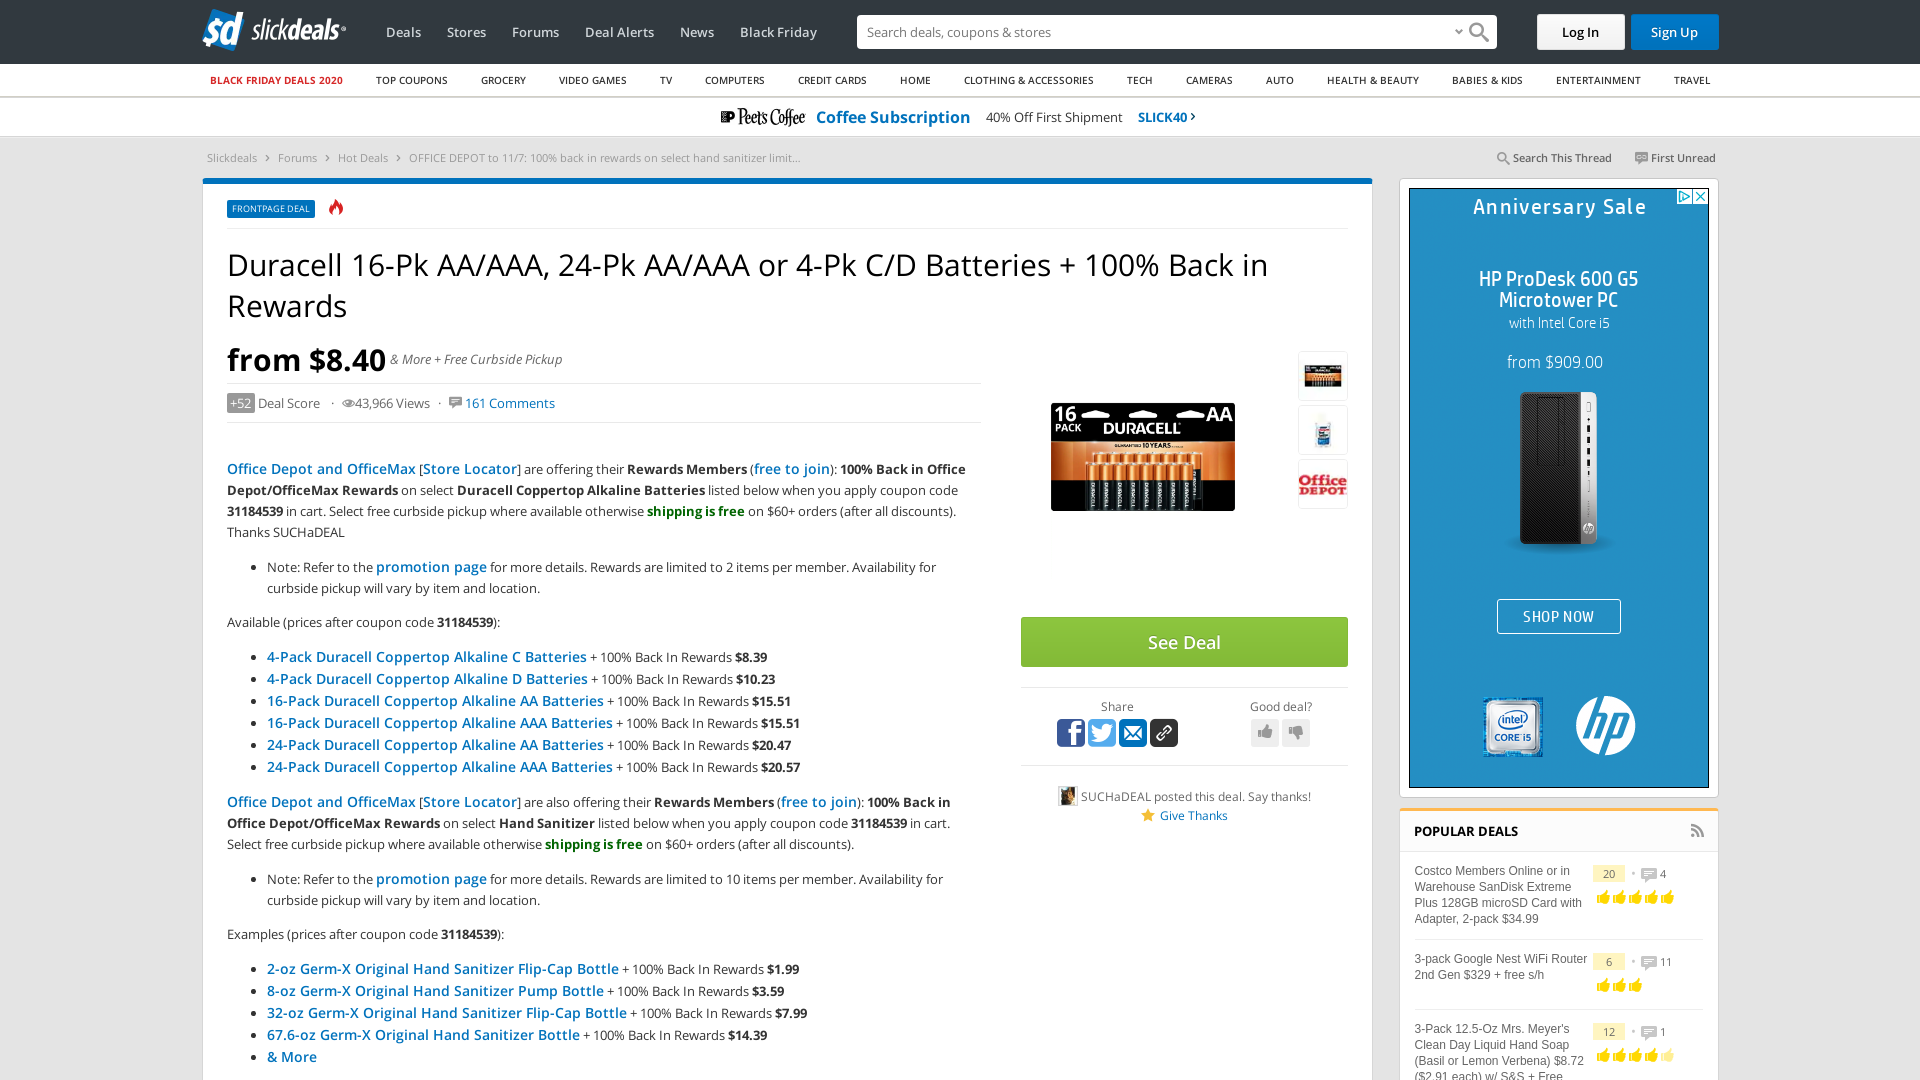 sd slickdeals
Deals Stores Forums Deal Alerts News Black Friday
Search deals, coupons & shops
Log In
Sign Up
BLACK FRIDAY DEALS 2020 TOP COUPONS GROCERY VIDEO GAMES TV COMPUTERS CREDIT CARDS HOME CLOTHING & ACCESSORIES TECH CAMERAS AUTO HEALTH & BEAUTY BABIES & KIDS ENTERTAINMENT TRAVEL
Peet's Coffee Coffee Subscription 40% Off First Shipment SLICK40 ›
Slickdeals › Forums › Hot Deals › OFFICE DEPOT to 11/7: 100% back in rewards on select hand sanitizer limit...
Search This Thread First Unread
FRONTPAGE DEAL
Duracell 16-Pk AA/AAA, 24-Pk AA/AAA or 4-Pk C/D Batteries + 100% Back in
Rewards
from $8.40 & More + Free Curbside Pickup
+52 Deal Score · 43,966 Views · 161 Comments
Office Depot and OfficeMax [Store Locator] are offering their Rewards Members (free to join): 100% Back in Office
Depot/OfficeMax Rewards on select Duracell Coppertop Alkaline Batteries listed below when you apply coupon code
31184539 in cart. Select free curbside pickup where available otherwise shipping is free on $60+ orders (after all discounts).
Thanks SUCHaDEAL
• Note: Refer to the promotion page for more details. Rewards are limited to 2 items per member. Availability for
curbside pickup will vary by item and location.
Available (prices after coupon code 31184539):
• 4-Pack Duracell Coppertop Alkaline C Batteries + 100% Back In Rewards $8.39
• 4-Pack Duracell Coppertop Alkaline D Batteries + 100% Back In Rewards $10.23
• 16-Pack Duracell Coppertop Alkaline AA Batteries + 100% Back In Rewards $15.51
• 16-Pack Duracell Coppertop Alkaline AAA Batteries + 100% Back In Rewards $15.51
• 24-Pack Duracell Coppertop Alkaline AA Batteries + 100% Back In Rewards $20.47
• 24-Pack Duracell Coppertop Alkaline AAA Batteries + 100% Back In Rewards $20.57
Office Depot and OfficeMax [Store Locator] are also offering their Rewards Members (free to join): 100% Back in
Office Depot/OfficeMax Rewards on select Hand Sanitizer listed below when you apply coupon code 31184539 in cart.
Select free curbside pickup where available otherwise shipping is free on $60+ orders (after all discounts).
• Note: Refer to the promotion page for more details. Rewards are limited to 10 items per member. Availability for
curbside pickup will vary by item and location.
Examples (prices after coupon code 31184539):
• 2-oz Germ-X Original Hand Sanitizer Flip-Cap Bottle + 100% Back In Rewards $1.99
• 8-oz Germ-X Original Hand Sanitizer Pump Bottle + 100% Back In Rewards $3.59
• 32-oz Germ-X Original Hand Sanitizer Flip-Cap Bottle + 100% Back In Rewards $7.99
• 67.6-oz Germ-X Original Hand Sanitizer Bottle + 100% Back In Rewards $14.39
• & More
16 PACK AA
DURACELL
GUARANTEED 10 YEARS
Office DEPOT
See Deal
Share Good deal?
SUCHaDEAL posted this deal. Say thanks!
Give Thanks
Anniversary Sale
HP ProDesk 600 G5
Microtower PC
with Intel Core i5
from $909.00
SHOP NOW
intel CORE i5
hp
POPULAR DEALS
Costco Members Online or in
Warehouse SanDisk Extreme
Plus 128GB microSD Card with
Adapter, 2-pack $34.99
20 • 4
3-pack Google Nest WiFi Router
2nd Gen $329 + free s/h
6 • 11
3-Pack 12.5-Oz Mrs. Meyer's
Clean Day Liquid Hand Soap
(Basil or Lemon Verbena) $8.72
($2.91 each) w/ S&S + Free
12 • 1